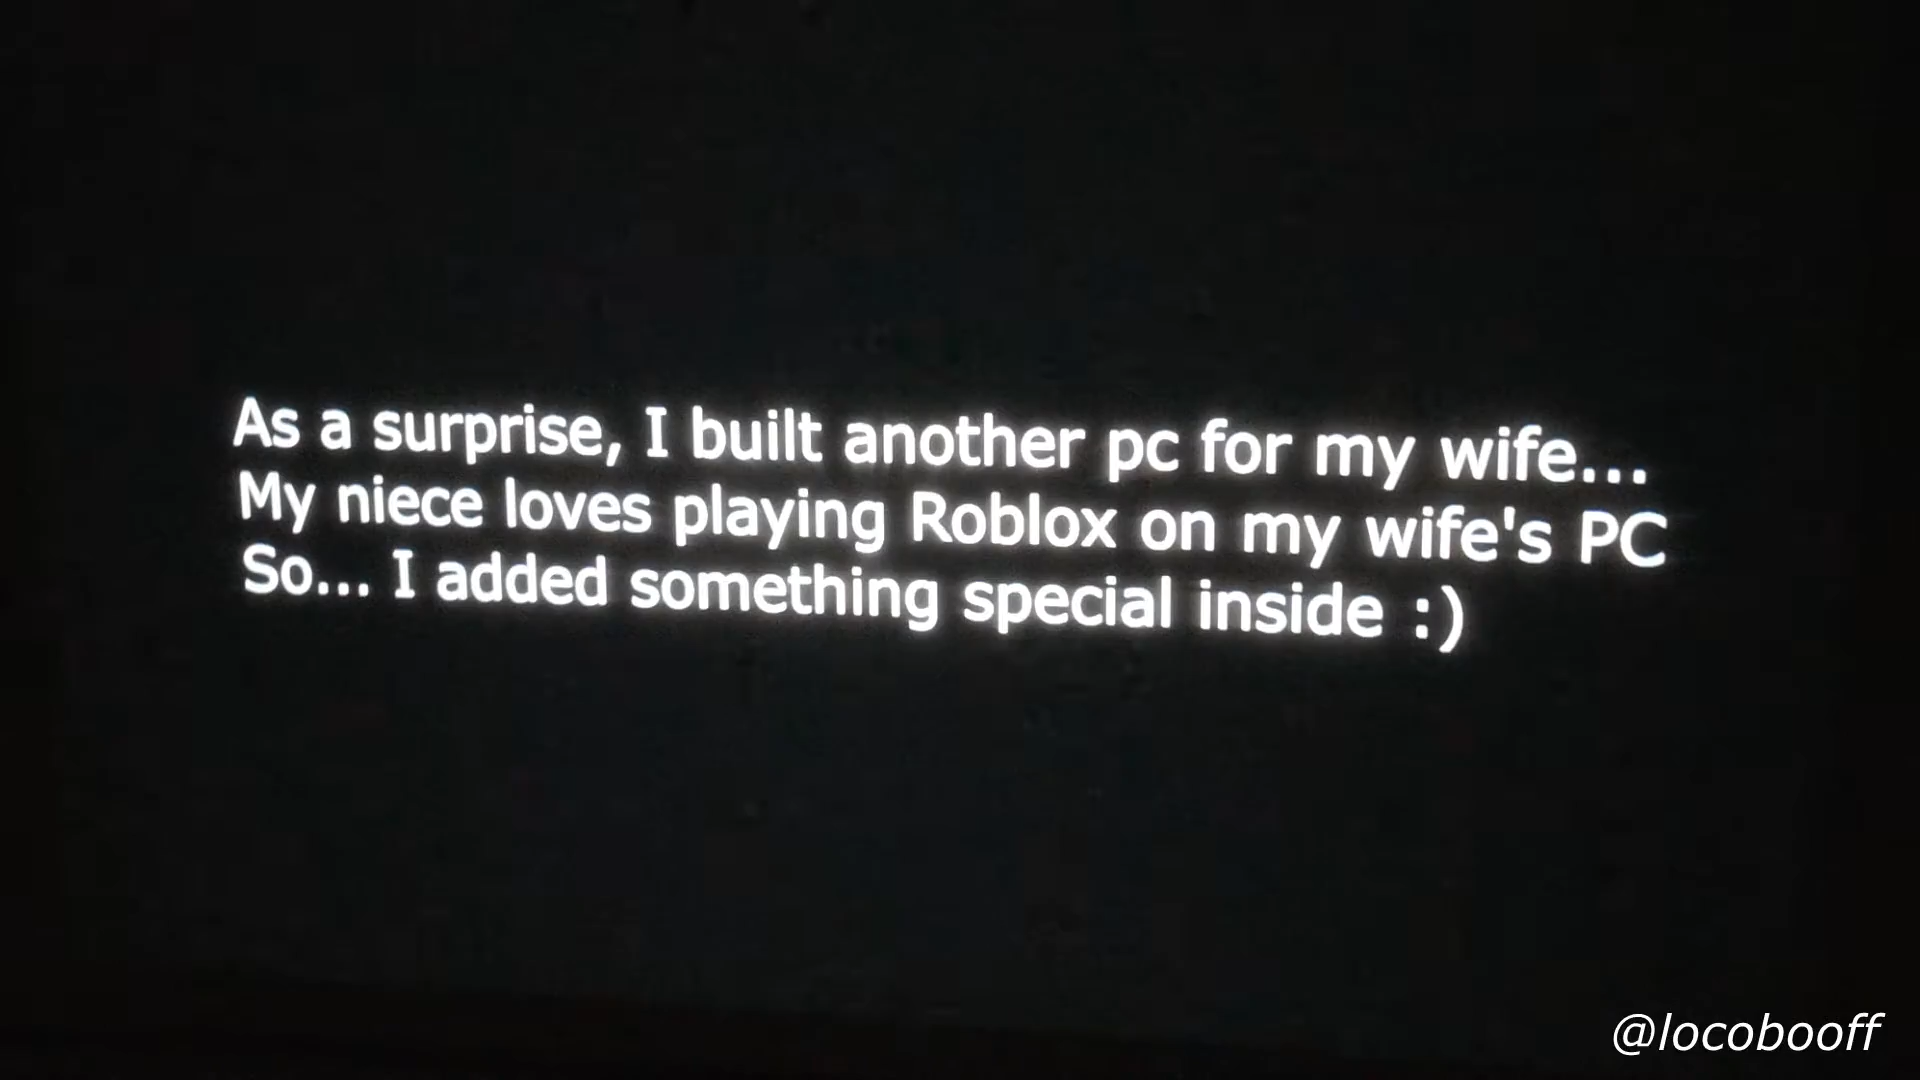 As a surprise, I built another pc for my wife...
My niece loves playing Roblox on my wife's PC
So... I added something special inside :)
@locobooff